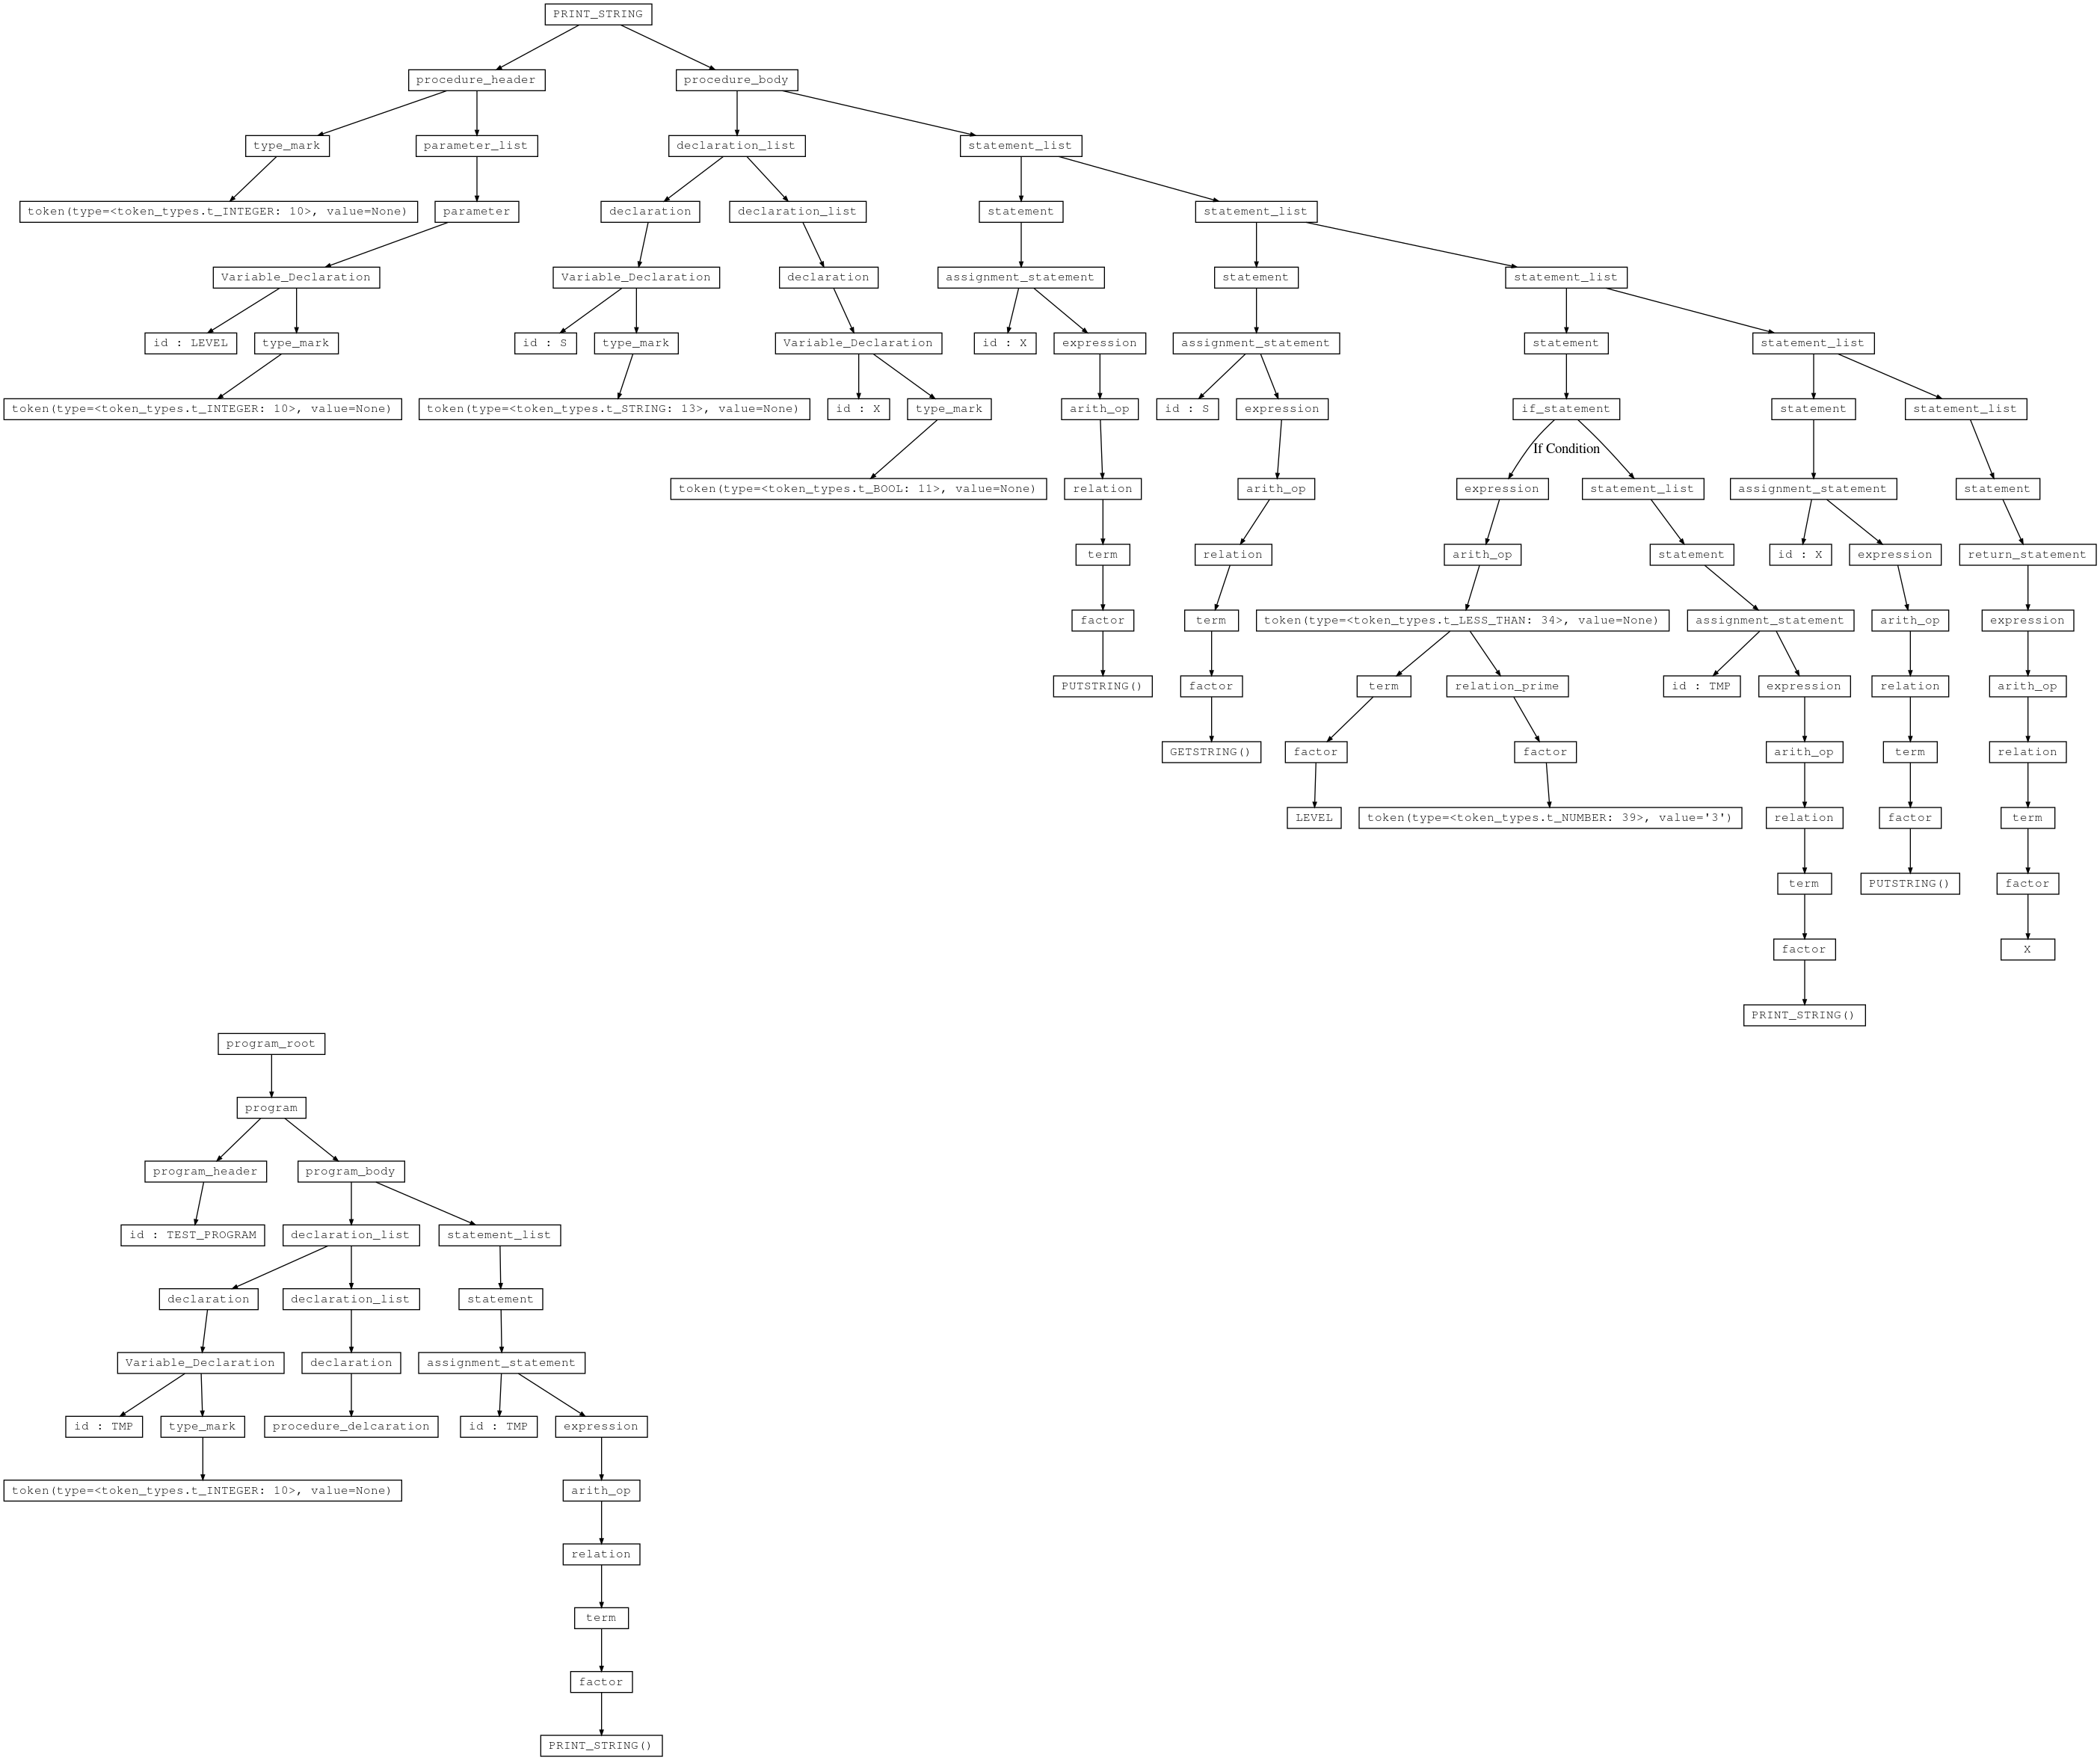 PRINT_STRING
procedure_header
procedure_body
type_mark
parameter_list
declaration_list
statement_list
token(type=<token_types.t_INTEGER: 10>, value=None)
parameter
declaration
declaration_list
statement
statement_list
Variable_Declaration
Variable_Declaration
declaration
assignment_statement
statement
statement_list
id : LEVEL
type_mark
id : S
type_mark
Variable_Declaration
id : X
expression
assignment_statement
statement
statement_list
token(type=<token_types.t_INTEGER: 10>, value=None)
token(type=<token_types.t_STRING: 13>, value=None)
id : X
type_mark
arith_op
id : S
expression
if_statement
statement
statement_list
If Condition
token(type=<token_types.t_BOOL: 11>, value=None)
relation
arith_op
expression
statement_list
assignment_statement
statement
term
relation
arith_op
statement
id : X
expression
return_statement
factor
term
token(type=<token_types.t_LESS_THAN: 34>, value=None)
assignment_statement
arith_op
expression
PUTSTRING()
factor
term
relation_prime
id : TMP
expression
relation
arith_op
GETSTRING()
factor
factor
arith_op
term
relation
LEVEL
token(type=<token_types.t_NUMBER: 39>, value='3')
relation
factor
term
term
PUTSTRING()
factor
factor
X
PRINT_STRING()
program_root
program
program_header
program_body
id : TEST_PROGRAM
declaration_list
statement_list
declaration
declaration_list
statement
Variable_Declaration
declaration
assignment_statement
id : TMP
type_mark
procedure_delcaration
id : TMP
expression
token(type=<token_types.t_INTEGER: 10>, value=None)
arith_op
relation
term
factor
PRINT_STRING()